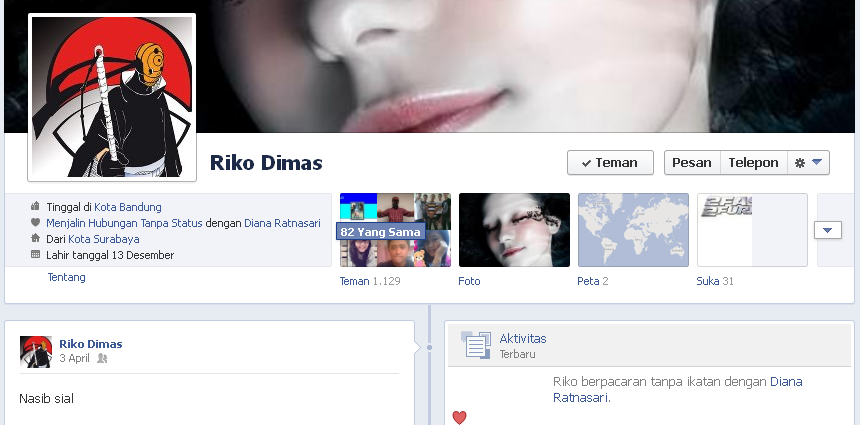 Riko Dimas
Teman
Pesan
Telepon
Tinggal di Kota Bandung
Menjalin Hubungan Tanpa Status dengan Diana Ratnasari
Dari Kota Surabaya
Lahir tanggal 13 Desember
Tentang
82 Yang Sama
Teman 1.129
Foto
Peta 2
Suka 31
Riko Dimas
3 April
Nasib sial
Aktivitas
Terbaru
Riko berpacaran tanpa ikatan dengan Diana
Ratnasari.